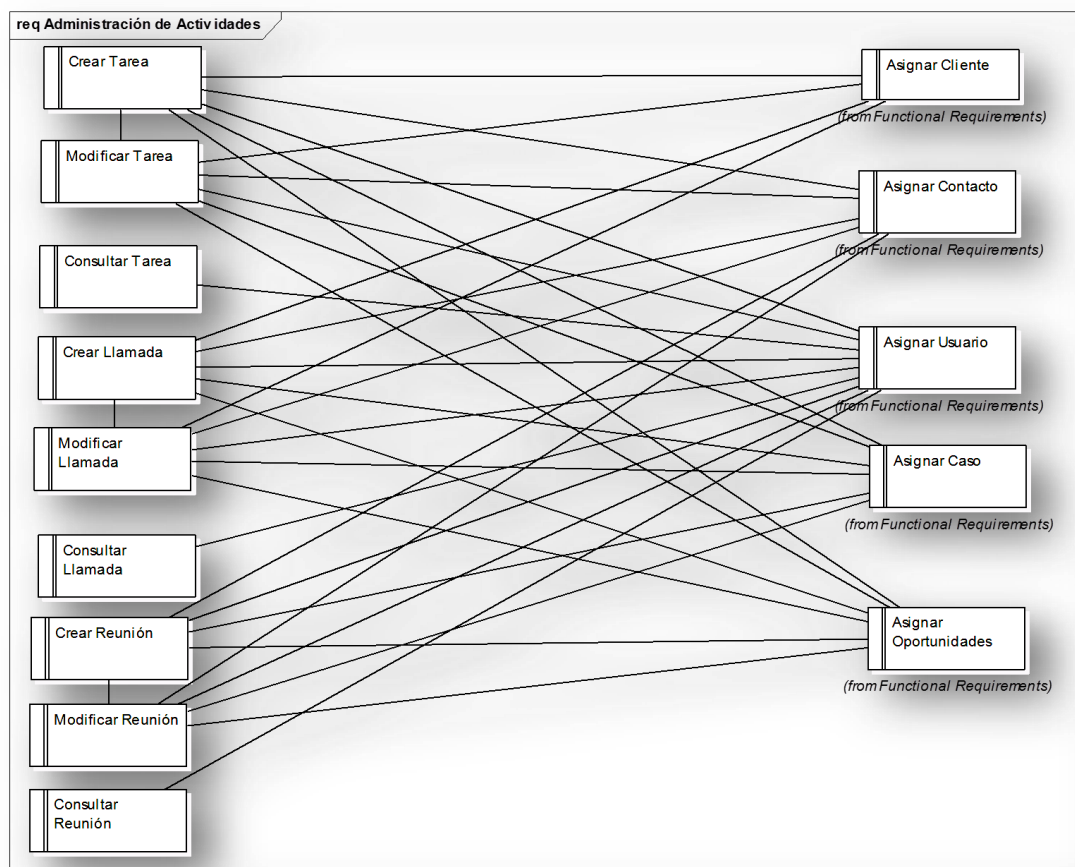 req Administración de Actividades
Crear Tarea
Asignar Cliente
(from Functional Requirements)
Modificar Tarea
Asignar Contacto
(from Functional Requirements)
Consultar Tarea
Crear Llamada
Asignar Usuario
(from Functional Requirements)
Modificar
Llamada
Asignar Caso
(from Functional Requirements)
Consultar
Llamada
Crear Reunión
Asignar
Oportunidades
(from Functional Requirements)
Modificar Reunión
Consultar
Reunión